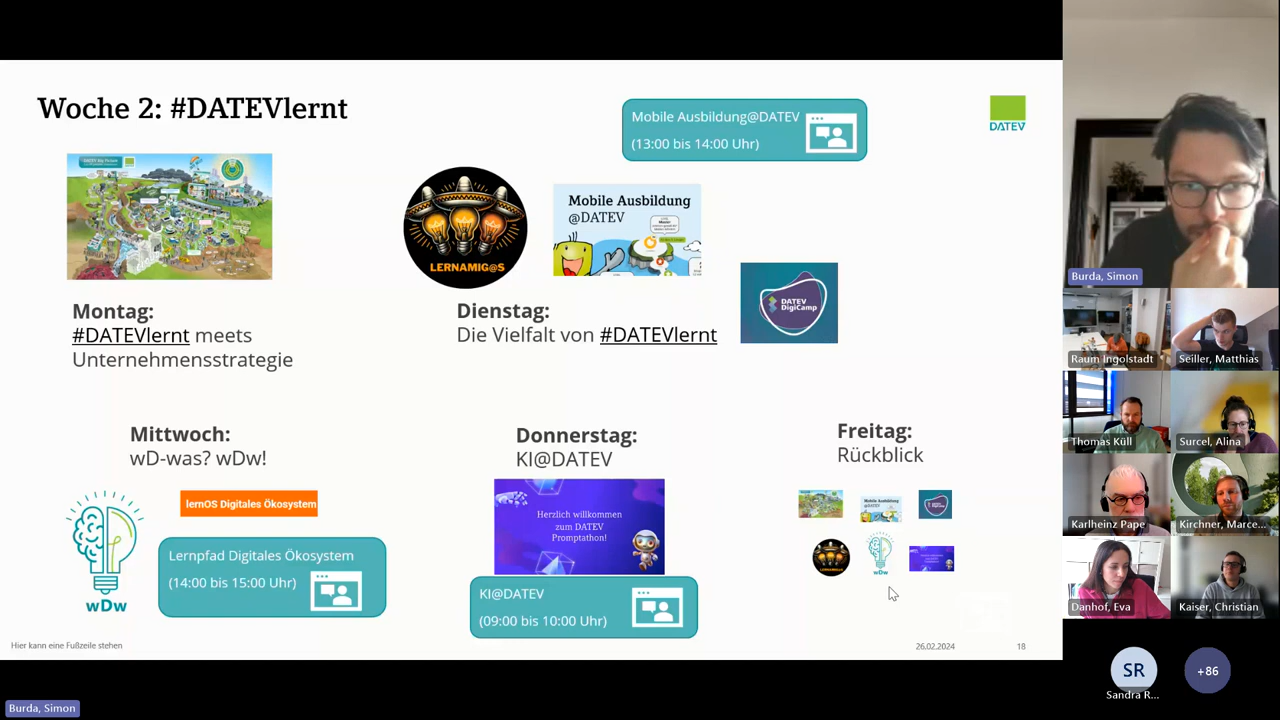 Woche 2: #DATEVlernt
Mobile Ausbildung@DATEV
(13:00 bis 14:00 Uhr)
DATEV
DATEV Big Picture
LERNAMIG@S
Mobile Ausbildung
@DATEV
DATEV
DigiCamp
Montag:
#DATEVlernt meets
Unternehmensstrategie
Dienstag:
Die Vielfalt von #DATEVlernt
Mittwoch:
wD-was? wDw!
lernOS Digitales Ökosystem
Lernpfad Digitales Ökosystem
(14:00 bis 15:00 Uhr)
wDw
Donnerstag:
KI@DATEV
Herzlich willkommen
zum DATEV
Promptathon!
KI@DATEV
(09:00 bis 10:00 Uhr)
Freitag:
Rückblick
wDw
Hier kann eine Fußzeile stehen
26.02.2024
18
Burda, Simon
Burda, Simon
Raum Ingolstadt
Seiller, Matthias
Thomas Küll
Surcel, Alina
Karlheinz Pape
Kirchner, Marce...
Danhof, Eva
Kaiser, Christian
SR
Sandra R...
+86